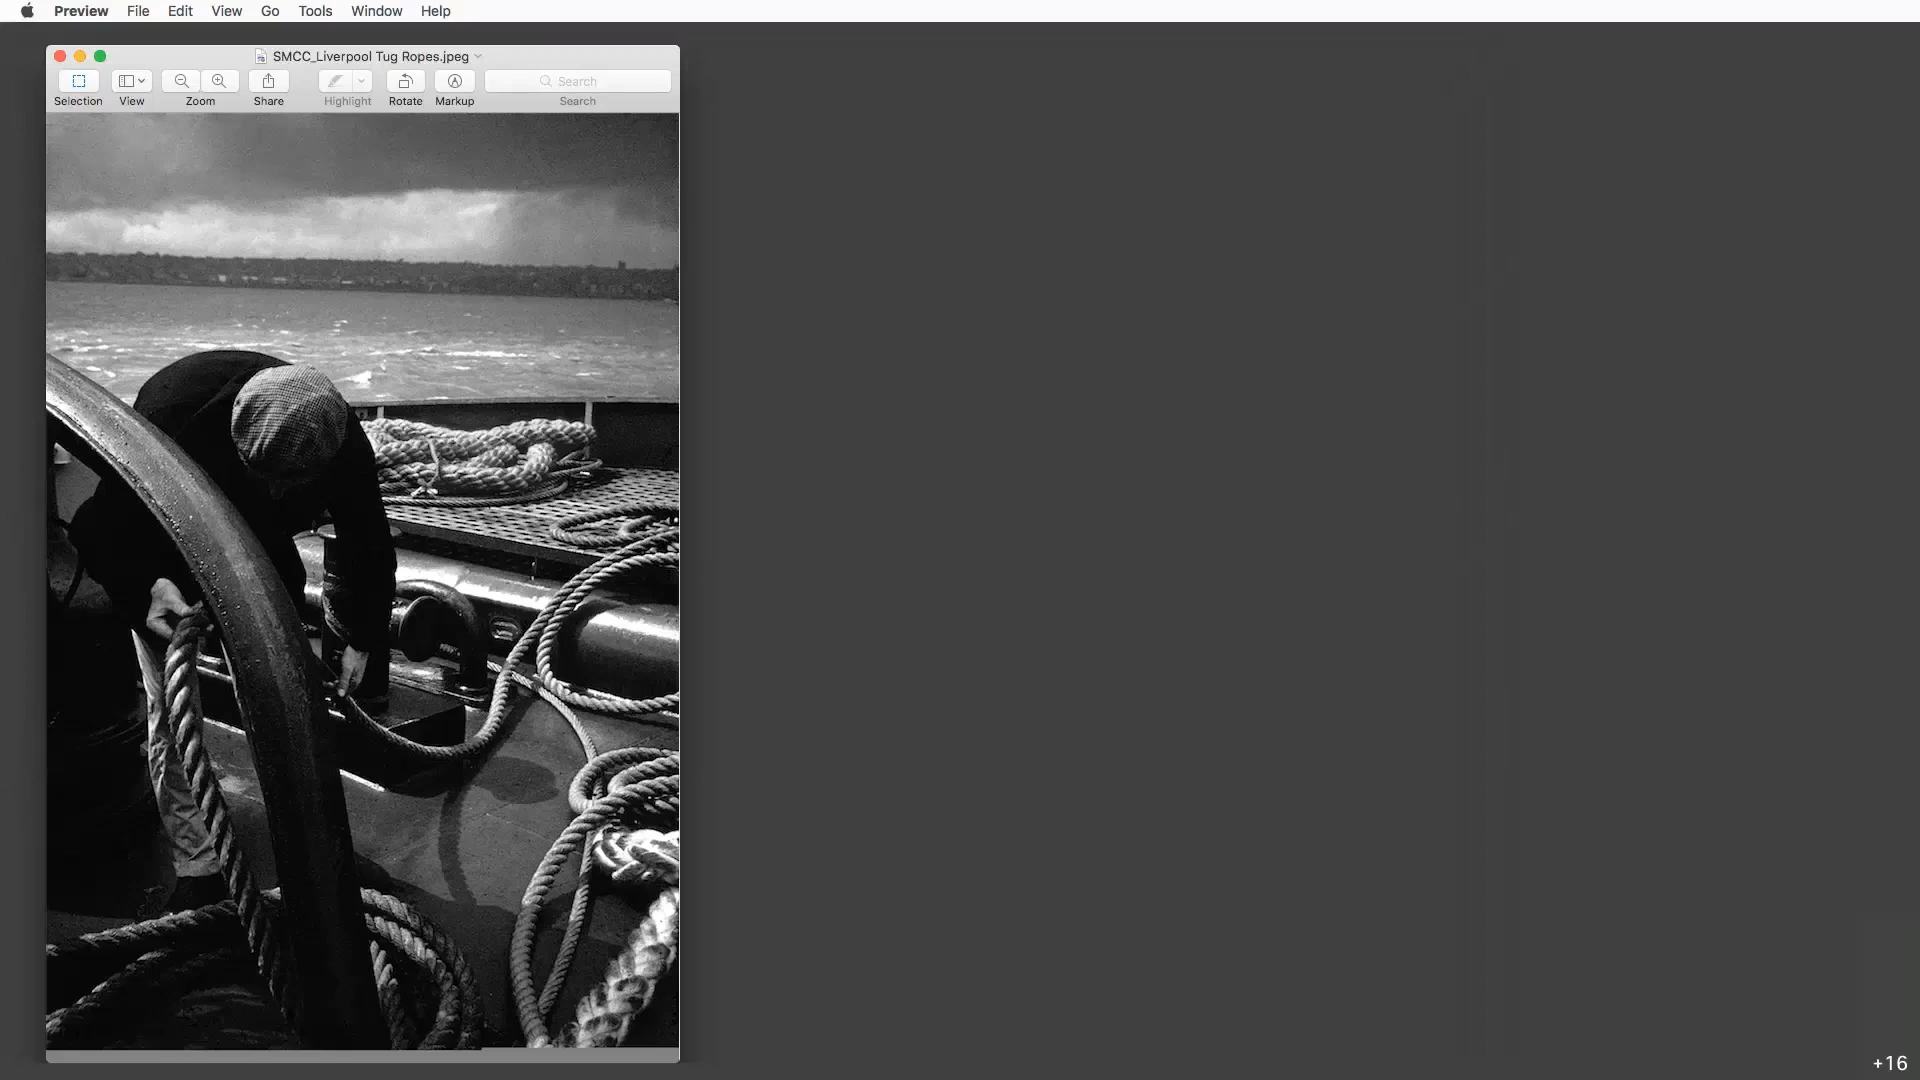 Preview File Edit View Go Tools Window Help
SMCC_Liverpool Tug Ropes.jpeg
Search
Selection View Zoom Share Highlight Rotate Markup Search
+16